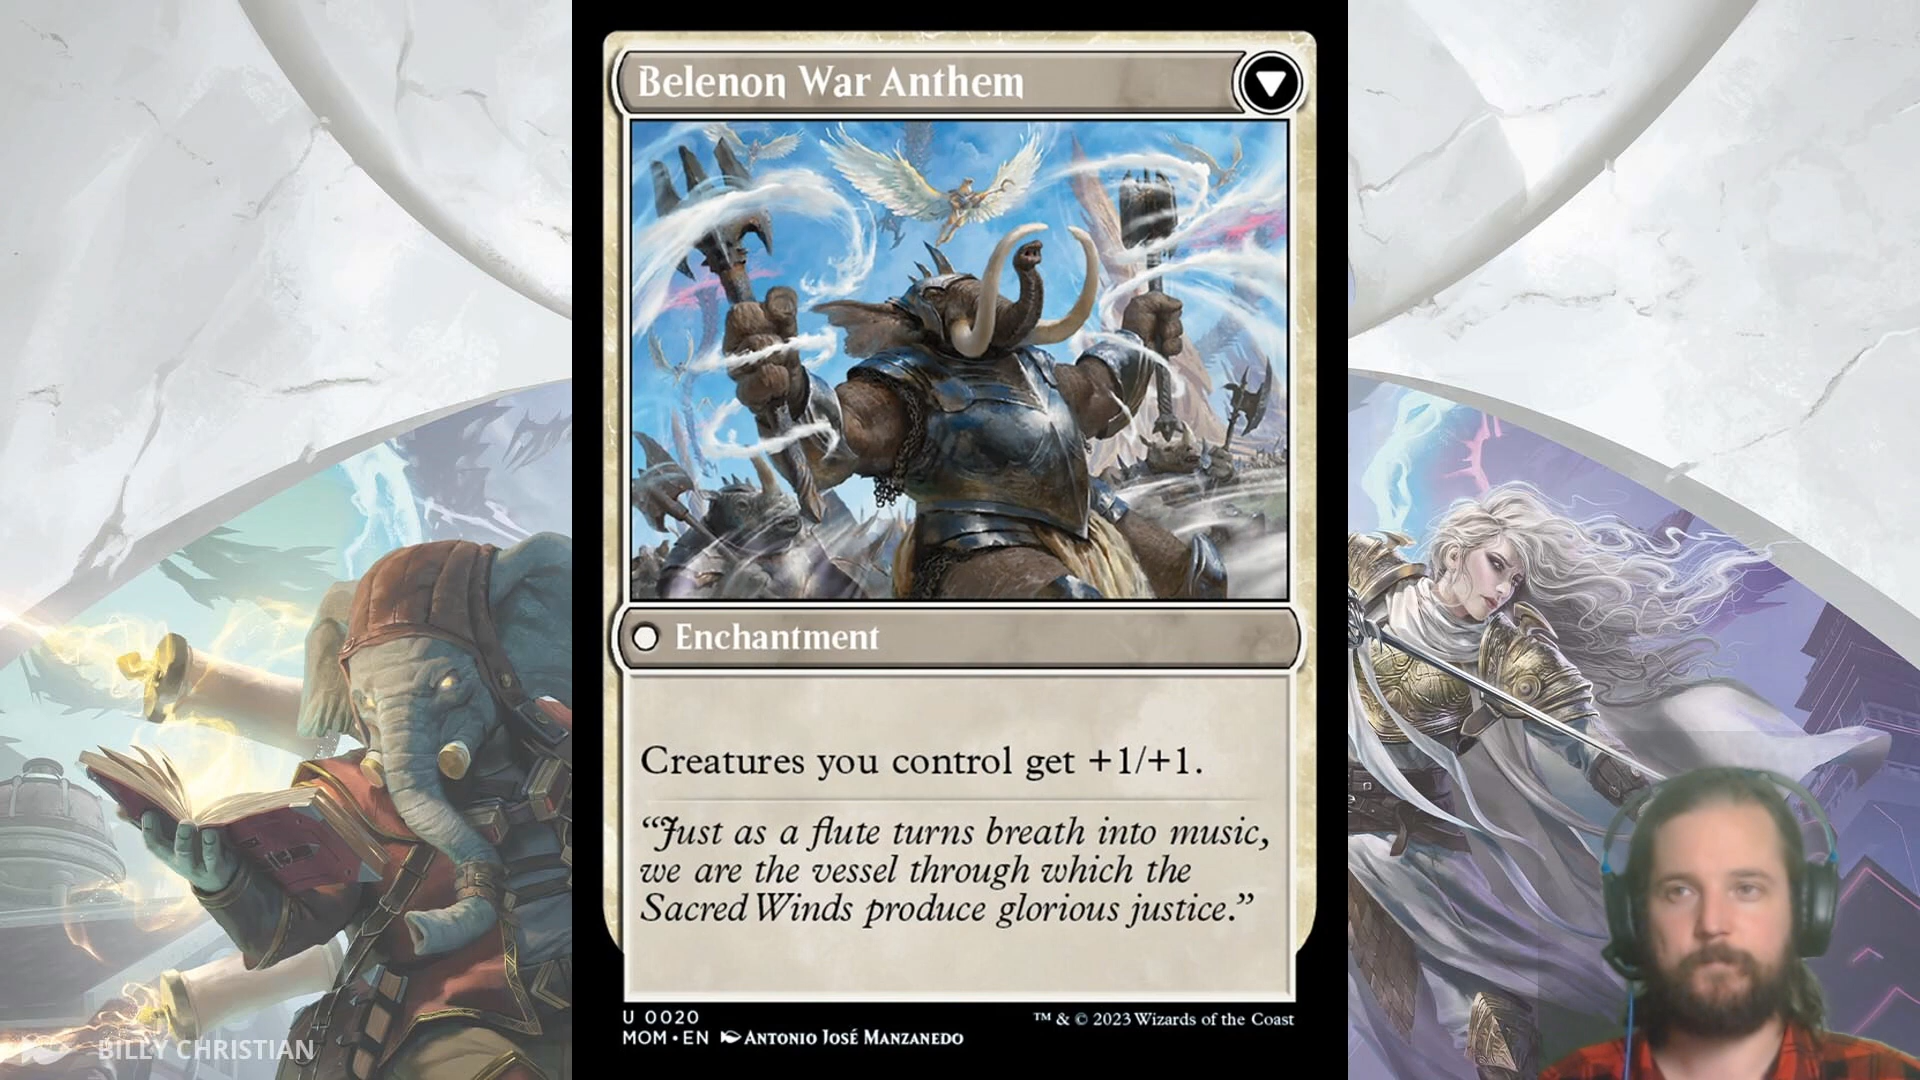 Belenon War Anthem
Enchantment
Creatures you control get +1/+1.
“Just as a flute turns breath into music,
we are the vessel through which the
Sacred Winds produce glorious justice.”
U 0020
MOM • EN Antonio José Manzanedo
™ & © 2023 Wizards of the Coast
BILLY CHRISTIAN